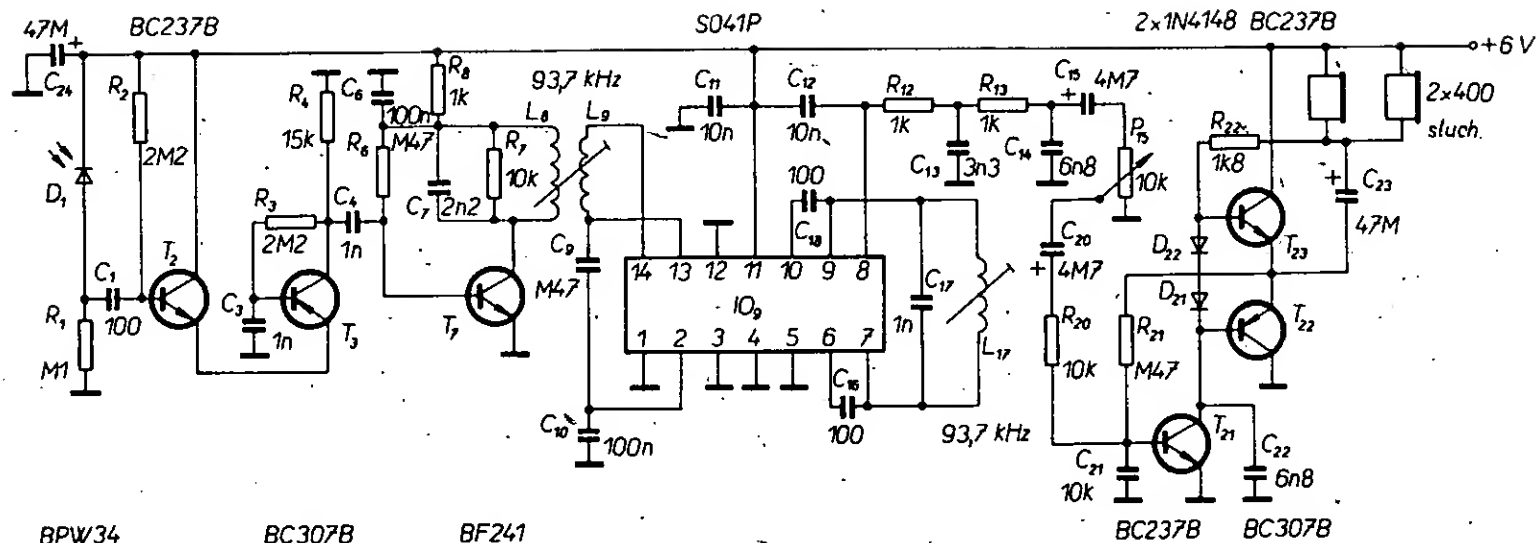 47M
+
BC237B
SO41P
2x1N4148 BC237B
+6V
C24
R2
2M2
D1
R1
M1
C1
100
T2
R4
15k
C6
100n
R8
1k
93,7 kHz
L8
L9
R6
M47
R7
10k
C7
2n2
R3
2M2
C4
1n
C3
1n
T3
T7
C9
M47
C10
100n
C11
10n
C12
10n
R12
1k
R13
1k
C15
+
4M7
C13
3n3
C14
6n8
P15
10k
100
C18
14 13 12 11 10 9 8
IO9
1 2 3 4 5 6 7
C16
100
C17
1n
L17
93,7 kHz
C20
+
4M7
R20
10k
R21
M47
C21
10k
R22
1k8
2x400
sluch.
+
C23
47M
D22
D21
T23
T22
T21
C22
6n8
BPW34
BC307B
BF241
BC237B
BC307B